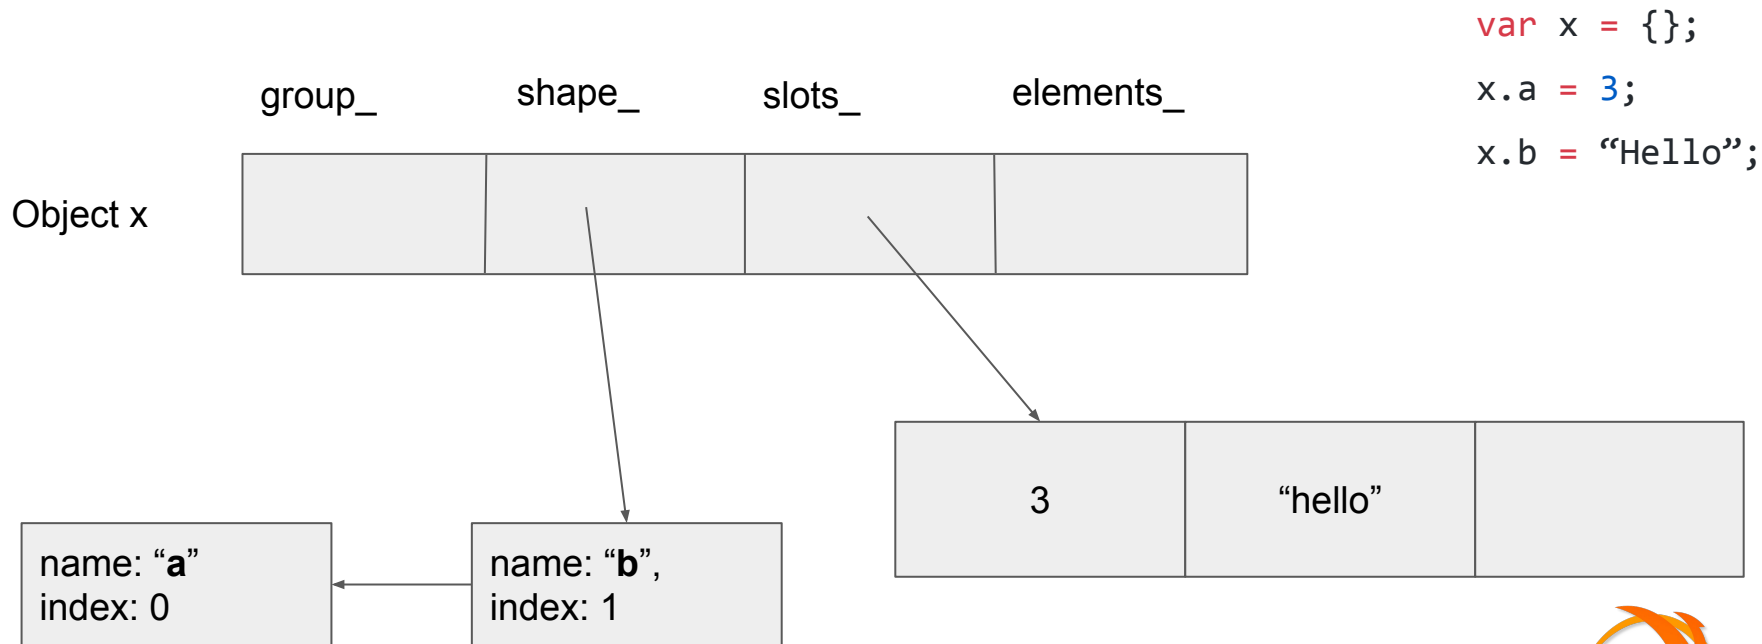 var x = {};
x.a = 3;
x.b = “Hello”;
group_ shape_ slots_ elements_
Object x
3 “hello”
name: “a”
index: 0
name: “b”,
index: 1